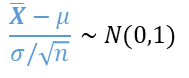 (X̅ − μ)/(σ/√n) ~ N(0,1)